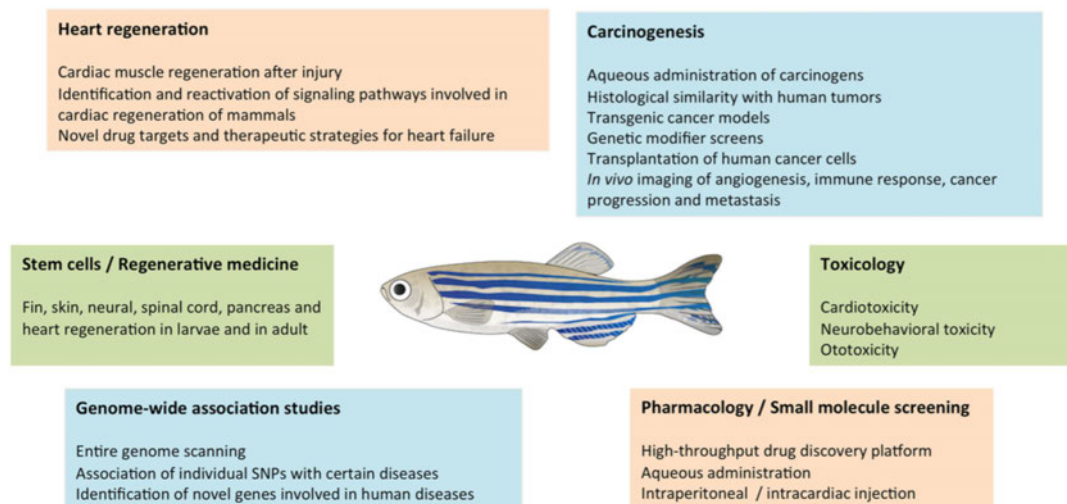 Heart regeneration
Cardiac muscle regeneration after injury
Identification and reactivation of signaling pathways involved in
cardiac regeneration of mammals
Novel drug targets and therapeutic strategies for heart failure
Carcinogenesis
Aqueous administration of carcinogens
Histological similarity with human tumors
Transgenic cancer models
Genetic modifier screens
Transplantation of human cancer cells
In vivo imaging of angiogenesis, immune response, cancer
progression and metastasis
Stem cells / Regenerative medicine
Fin, skin, neural, spinal cord, pancreas and
heart regeneration in larvae and in adult
Toxicology
Cardiotoxicity
Neurobehavioral toxicity
Ototoxicity
Genome-wide association studies
Entire genome scanning
Association of individual SNPs with certain diseases
Identification of novel genes involved in human diseases
Pharmacology / Small molecule screening
High-throughput drug discovery platform
Aqueous administration
Intraperitoneal / intracardiac injection